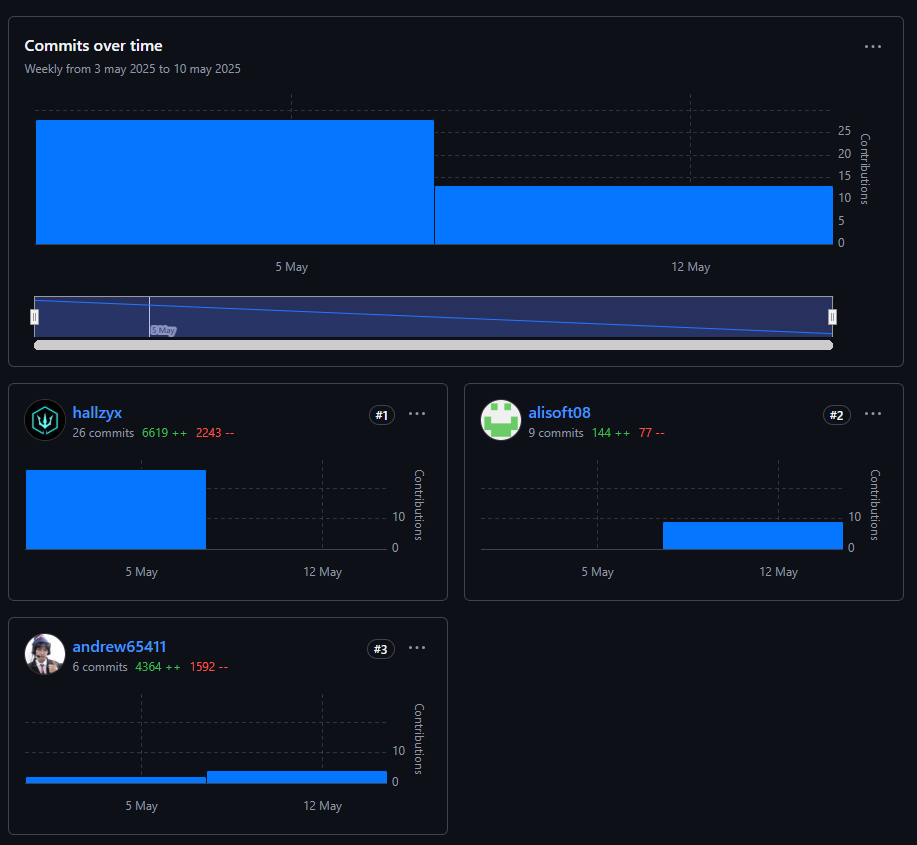 Commits over time
Weekly from 3 may 2025 to 10 may 2025
25
20
15
10
5
0
Contributions
5 May
12 May
5 May
hallzyx
#1
26 commits 6619 ++ 2243 --
10
0
Contributions
5 May
12 May
alisoft08
#2
9 commits 144 ++ 77 --
10
0
Contributions
5 May
12 May
andrew65411
#3
6 commits 4364 ++ 1592 --
10
0
Contributions
5 May
12 May